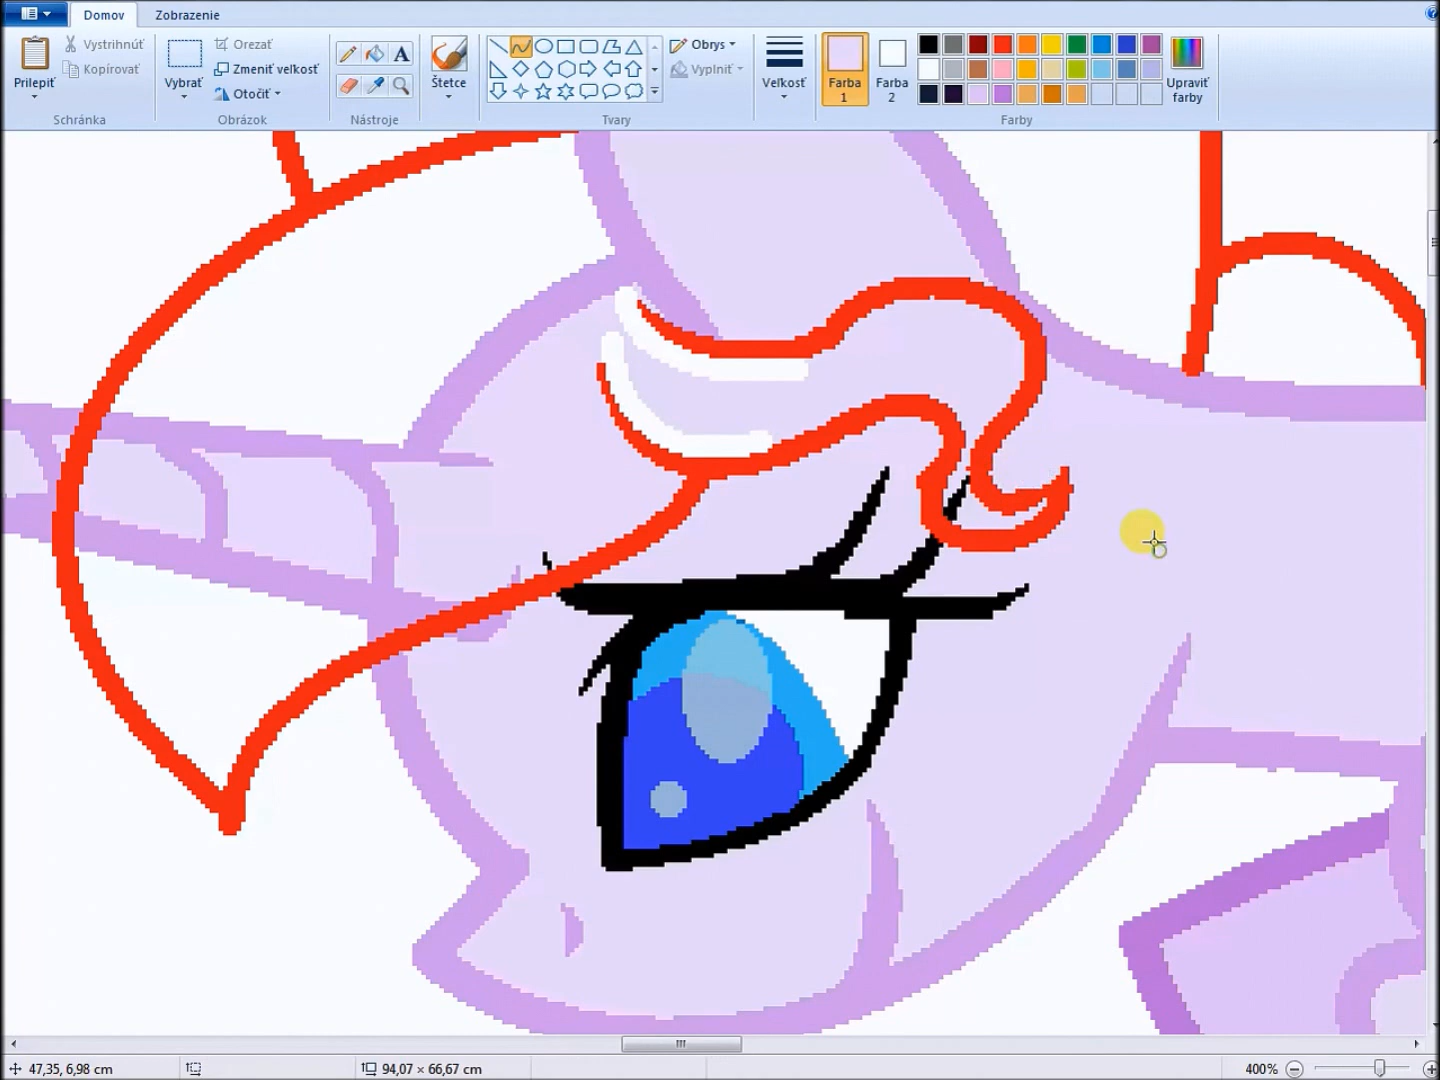 Domov
Zobrazenie
Prilepiť
Vystrihnúť
Kopírovať
Schránka
Vybrať
Orezať
Zmeniť veľkosť
Otočiť
Obrázok
A
Nástroje
Štetce
Obrys
Vyplniť
Tvary
Veľkosť
Farba
1
Farba
2
Upraviť
farby
Farby
47,35, 6,98 cm
94,07 × 66,67 cm
400%